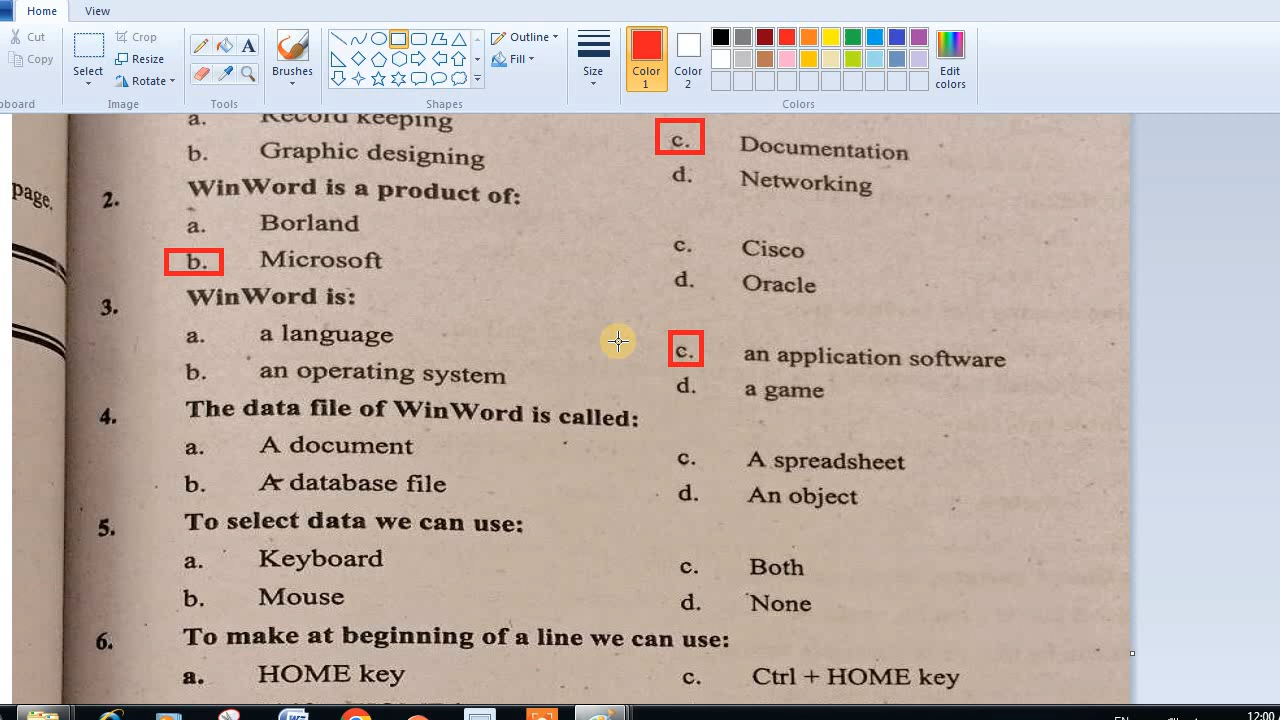 Home View
Cut
Copy
Select
Crop
Resize
Rotate
Brushes
Outline
Fill
Size
Color 1
Color 2
Edit colors
Image
Tools
Shapes
Colors
page.
a. Record keeping
b. Graphic designing
c. Documentation
d. Networking
2. WinWord is a product of:
a. Borland
b. Microsoft
c. Cisco
d. Oracle
3. WinWord is:
a. a language
b. an operating system
c. an application software
d. a game
4. The data file of WinWord is called:
a. A document
b. A database file
c. A spreadsheet
d. An object
5. To select data we can use:
a. Keyboard
b. Mouse
c. Both
d. None
6. To make at beginning of a line we can use:
a. HOME key
c. Ctrl + HOME key
12:00